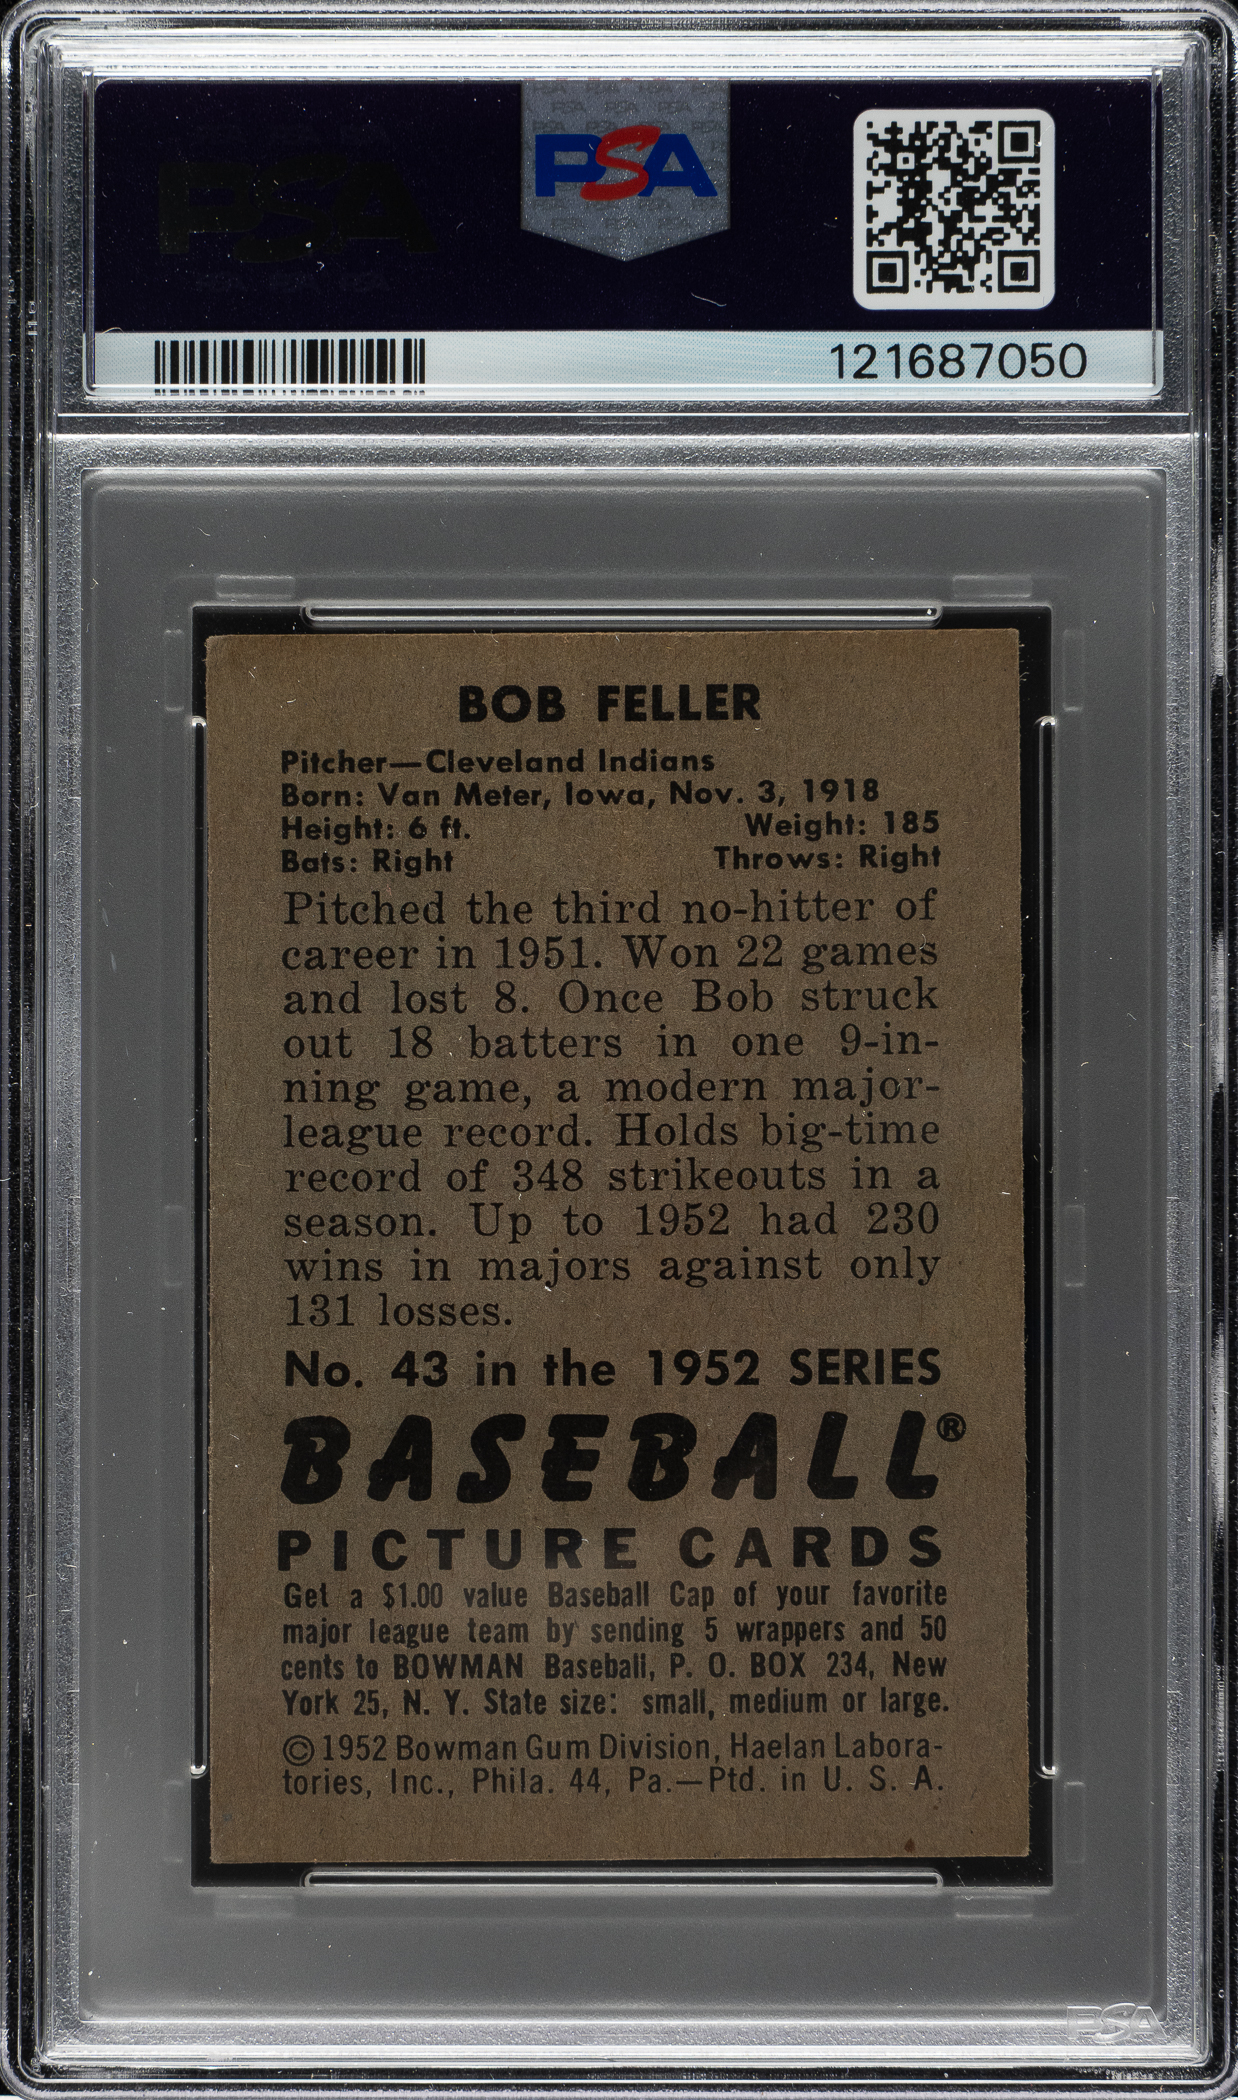 PSA
121687050
BOB FELLER
Pitcher—Cleveland Indians
Born: Van Meter, Iowa, Nov. 3, 1918
Height: 6 ft. Weight: 185
Bats: Right Throws: Right
Pitched the third no-hitter of
career in 1951. Won 22 games
and lost 8. Once Bob struck
out 18 batters in one 9-in-
ning game, a modern major-
league record. Holds big-time
record of 348 strikeouts in a
season. Up to 1952 had 230
wins in majors against only
131 losses.
No. 43 in the 1952 SERIES
BASEBALL®
PICTURE CARDS
Get a $1.00 value Baseball Cap of your favorite
major league team by sending 5 wrappers and 50
cents to BOWMAN Baseball, P. O. BOX 234, New
York 25, N. Y. State size: small, medium or large.
©1952 Bowman Gum Division, Haelan Labora-
tories, Inc., Phila. 44, Pa.—Ptd. in U. S. A.
PSA